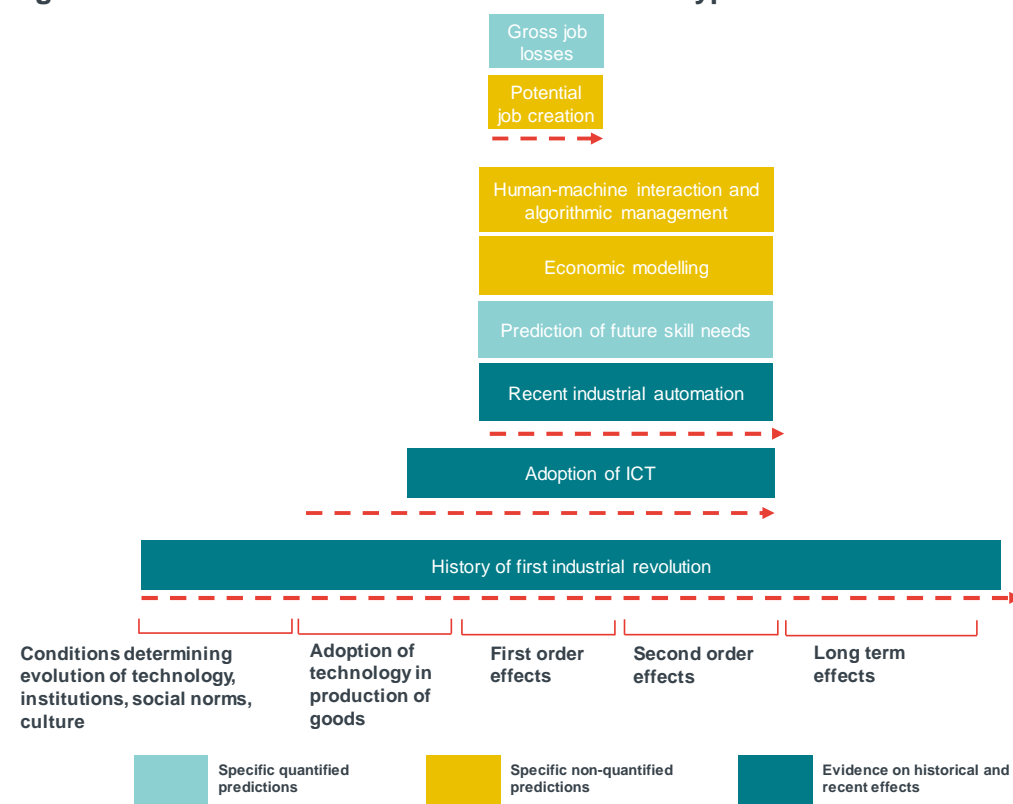 Gross job
losses
Potential
job creation
Human-machine interaction and
algorithmic management
Economic modelling
Prediction of future skill needs
Recent industrial automation
Adoption of ICT
History of first industrial revolution
Conditions determining
evolution of technology,
institutions, social norms,
culture
Adoption of
technology in
production of
goods
First order
effects
Second order
effects
Long term
effects
Specific quantified
predictions
Specific non-quantified
predictions
Evidence on historical and
recent effects